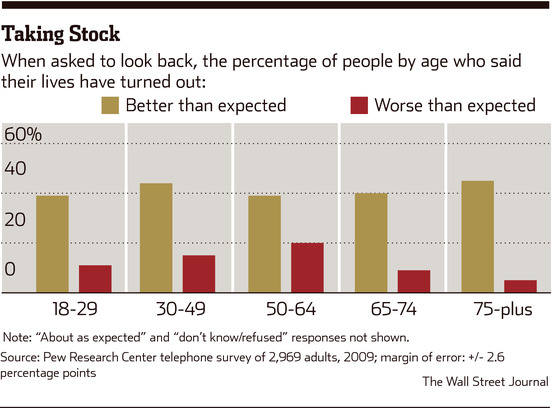 Taking Stock
When asked to look back, the percentage of people by age who said
their lives have turned out:
Better than expected
Worse than expected
60%
40
20
0
18-29
30-49
50-64
65-74
75-plus
Note: “About as expected” and “don’t know/refused” responses not shown.
Source: Pew Research Center telephone survey of 2,969 adults, 2009; margin of error: +/- 2.6
percentage points
The Wall Street Journal